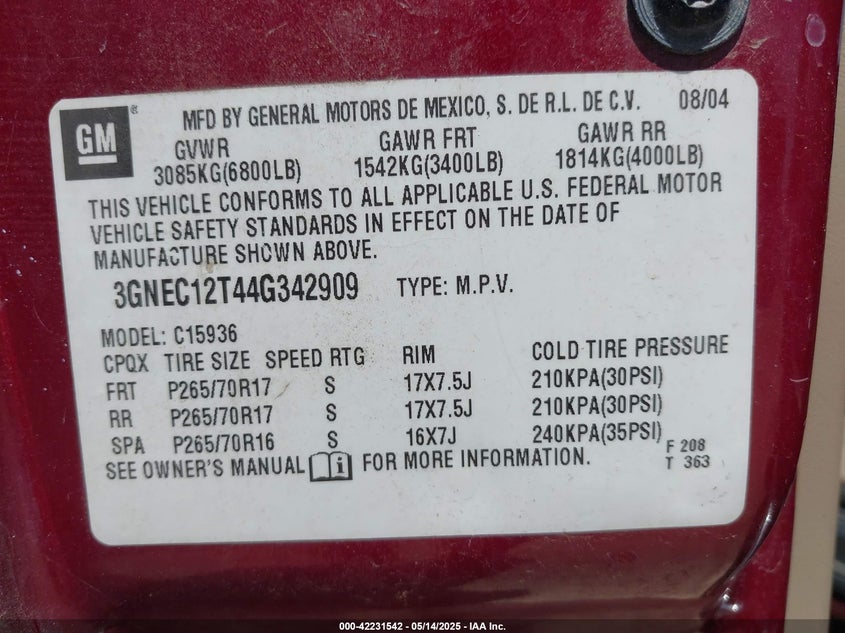 GM ® MFD BY GENERAL MOTORS DE MEXICO, S. DE R.L. DE C.V. 08/04
GVWR GAWR FRT GAWR RR
3085KG(6800LB) 1542KG(3400LB) 1814KG(4000LB)
THIS VEHICLE CONFORMS TO ALL APPLICABLE U.S. FEDERAL MOTOR
VEHICLE SAFETY STANDARDS IN EFFECT ON THE DATE OF
MANUFACTURE SHOWN ABOVE.
3GNEC12T44G342909 TYPE: M.P.V.
MODEL: C15936
CPQX TIRE SIZE SPEED RTG RIM COLD TIRE PRESSURE
FRT P265/70R17 S 17X7.5J 210KPA(30PSI)
RR P265/70R17 S 17X7.5J 210KPA(30PSI)
SPA P265/70R16 S 16X7J 240KPA(35PSI)
SEE OWNER'S MANUAL i FOR MORE INFORMATION.
F 208
T 363
000-42231542 — 05/14/2025 — IAA Inc.